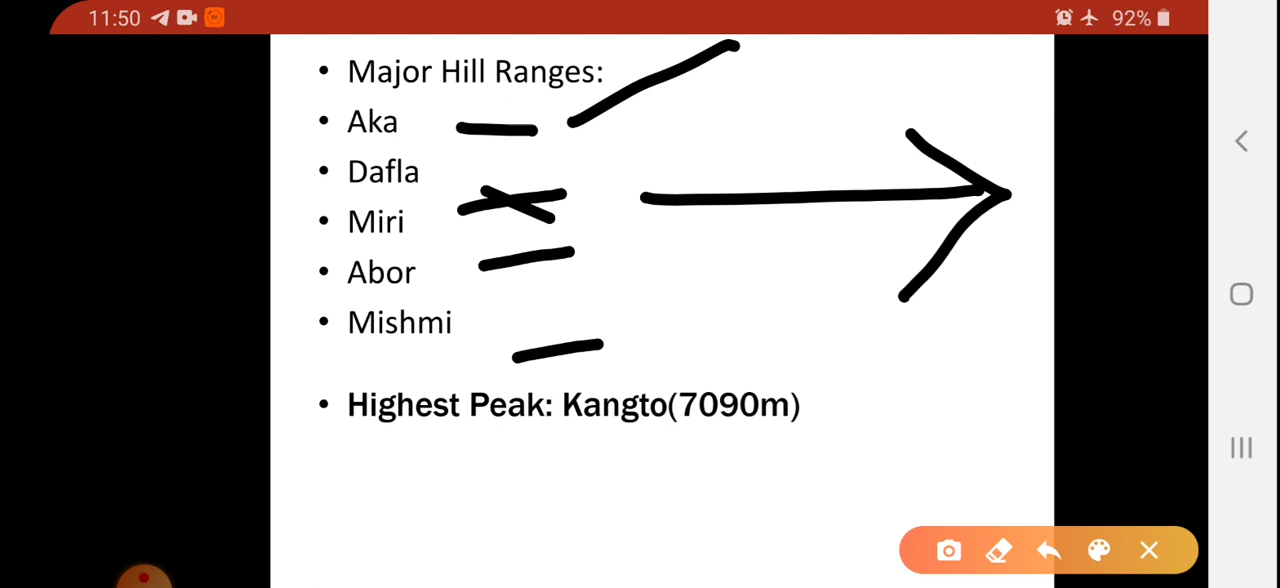 11:50
92%
• Major Hill Ranges:
• Aka
• Dafla
• Miri
• Abor
• Mishmi
• Highest Peak: Kangto(7090m)